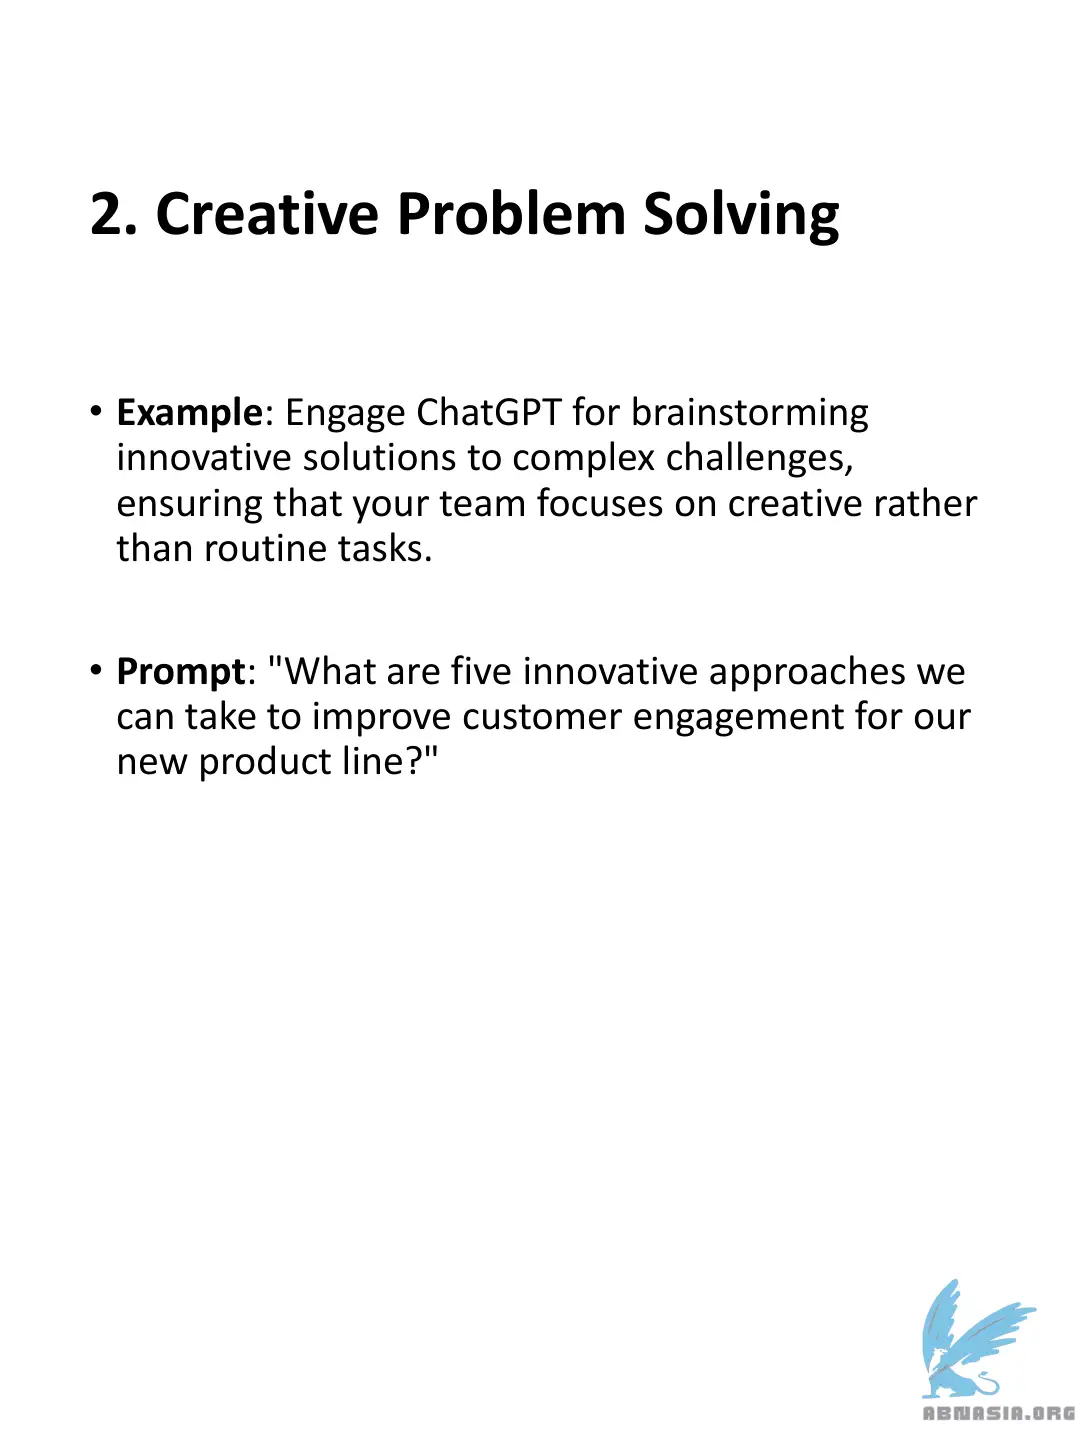 2. Creative Problem Solving
• Example: Engage ChatGPT for brainstorming
innovative solutions to complex challenges,
ensuring that your team focuses on creative rather
than routine tasks.
• Prompt: "What are five innovative approaches we
can take to improve customer engagement for our
new product line?"
ABNASIA.ORG